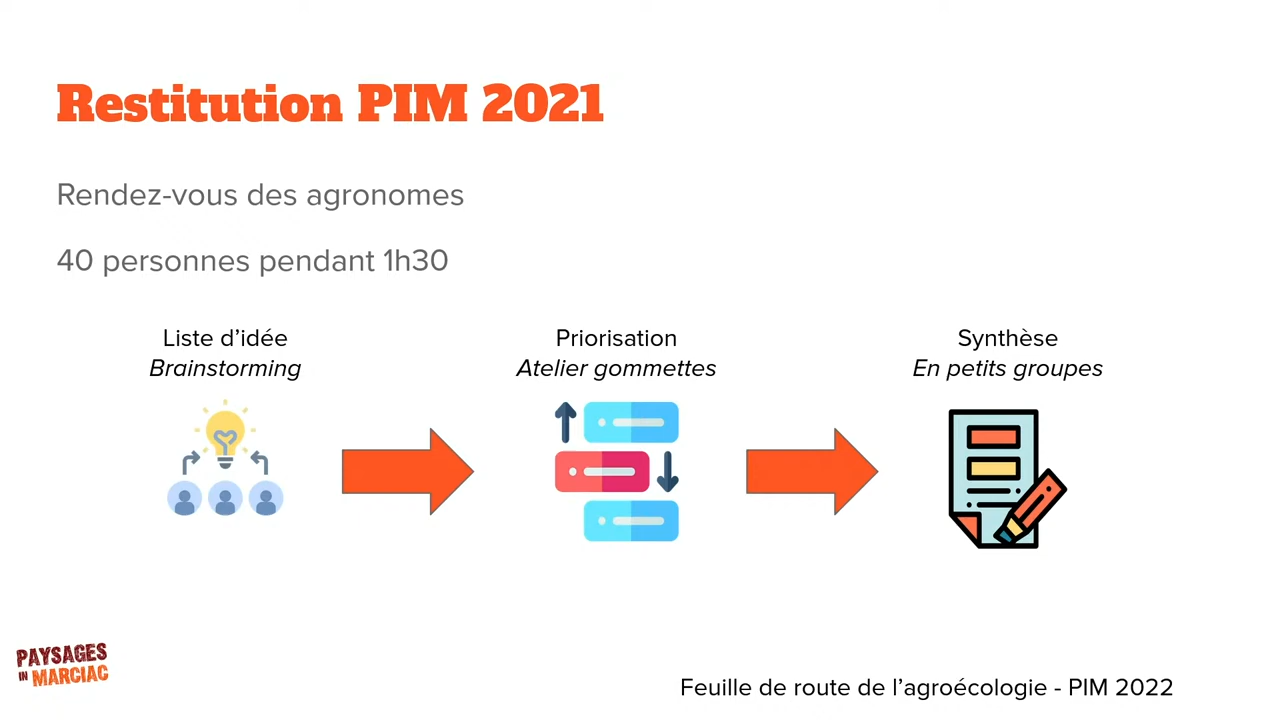 Restitution PIM 2021
Rendez-vous des agronomes
40 personnes pendant 1h30
Liste d’idée
Brainstorming
Priorisation
Atelier gommettes
Synthèse
En petits groupes
PAYSAGES
IN MARCIAC
Feuille de route de l’agroécologie - PIM 2022